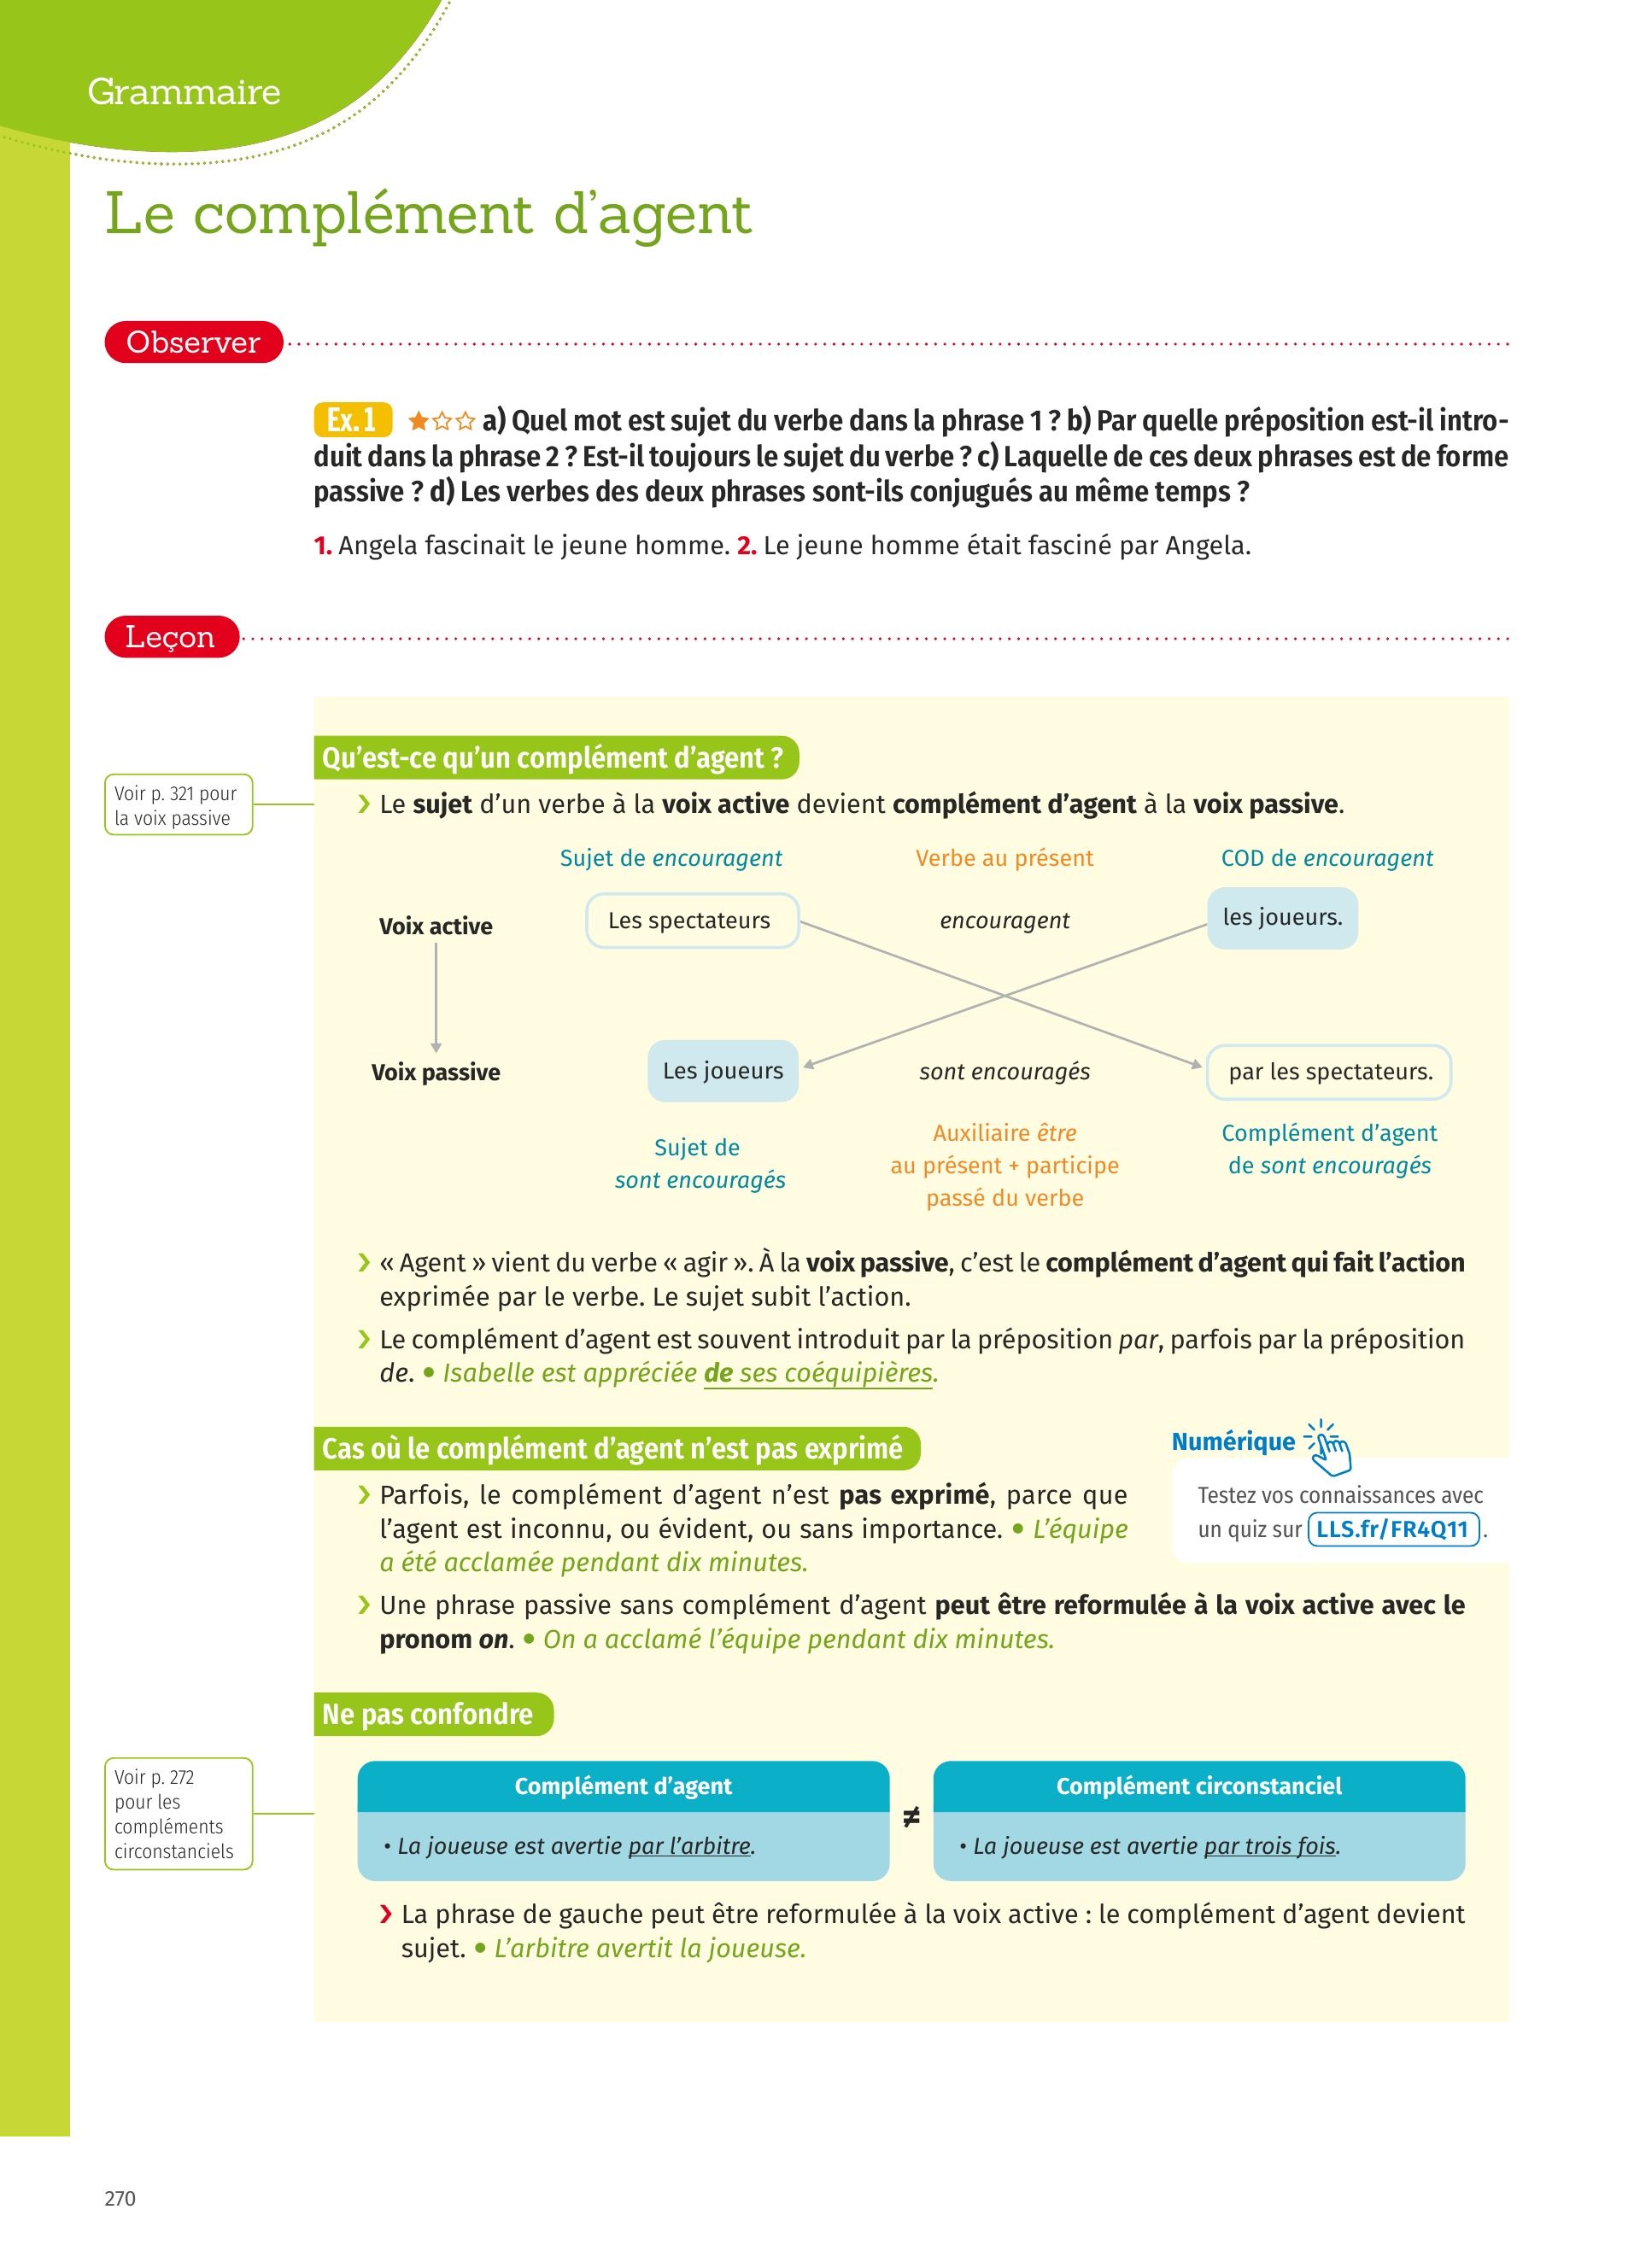 Grammaire
Le complément d’agent
Observer
Ex. 1 ★☆☆ a) Quel mot est sujet du verbe dans la phrase 1 ? b) Par quelle préposition est-il intro-
duit dans la phrase 2 ? Est-il toujours le sujet du verbe ? c) Laquelle de ces deux phrases est de forme
passive ? d) Les verbes des deux phrases sont-ils conjugués au même temps ?
1. Angela fascinait le jeune homme. 2. Le jeune homme était fasciné par Angela.
Leçon
Qu’est-ce qu’un complément d’agent ?
Voir p. 321 pour
la voix passive
› Le sujet d’un verbe à la voix active devient complément d’agent à la voix passive.
Sujet de encouragent Verbe au présent COD de encouragent
Voix active Les spectateurs encouragent les joueurs.
Voix passive Les joueurs sont encouragés par les spectateurs.
Sujet de
sont encouragés
Auxiliaire être
au présent + participe
passé du verbe
Complément d’agent
de sont encouragés
› « Agent » vient du verbe « agir ». À la voix passive, c’est le complément d’agent qui fait l’action
exprimée par le verbe. Le sujet subit l’action.
› Le complément d’agent est souvent introduit par la préposition par, parfois par la préposition
de. • Isabelle est appréciée de ses coéquipières.
Cas où le complément d’agent n’est pas exprimé
› Parfois, le complément d’agent n’est pas exprimé, parce que
l’agent est inconnu, ou évident, ou sans importance. • L’équipe
a été acclamée pendant dix minutes.
Numérique
Testez vos connaissances avec
un quiz sur LLS.fr/FR4Q11 .
› Une phrase passive sans complément d’agent peut être reformulée à la voix active avec le
pronom on. • On a acclamé l’équipe pendant dix minutes.
Ne pas confondre
Voir p. 272
pour les
compléments
circonstanciels
Complément d’agent
• La joueuse est avertie par l’arbitre.
≠
Complément circonstanciel
• La joueuse est avertie par trois fois.
› La phrase de gauche peut être reformulée à la voix active : le complément d’agent devient
sujet. • L’arbitre avertit la joueuse.
270